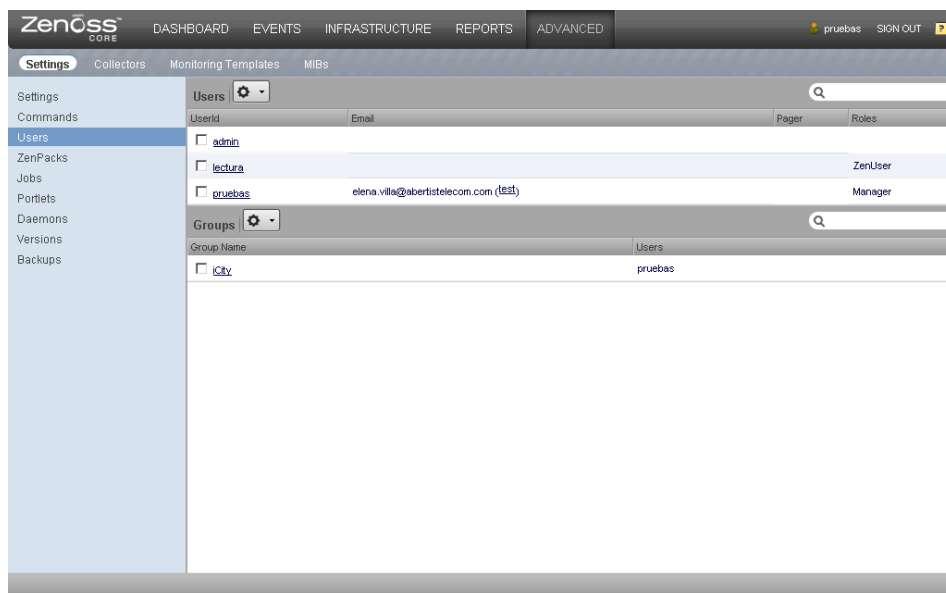 Zenōss™ CORE DASHBOARD EVENTS INFRASTRUCTURE REPORTS ADVANCED pruebas SIGN OUT ?
Settings Collectors Monitoring Templates MIBs
Settings
Commands
Users
ZenPacks
Jobs
Portlets
Daemons
Versions
Backups
Users
UserId Email Pager Roles
admin
lectura ZenUser
pruebas elena.villa@abertistelecom.com (test) Manager
Groups
Group Name Users
iCity pruebas